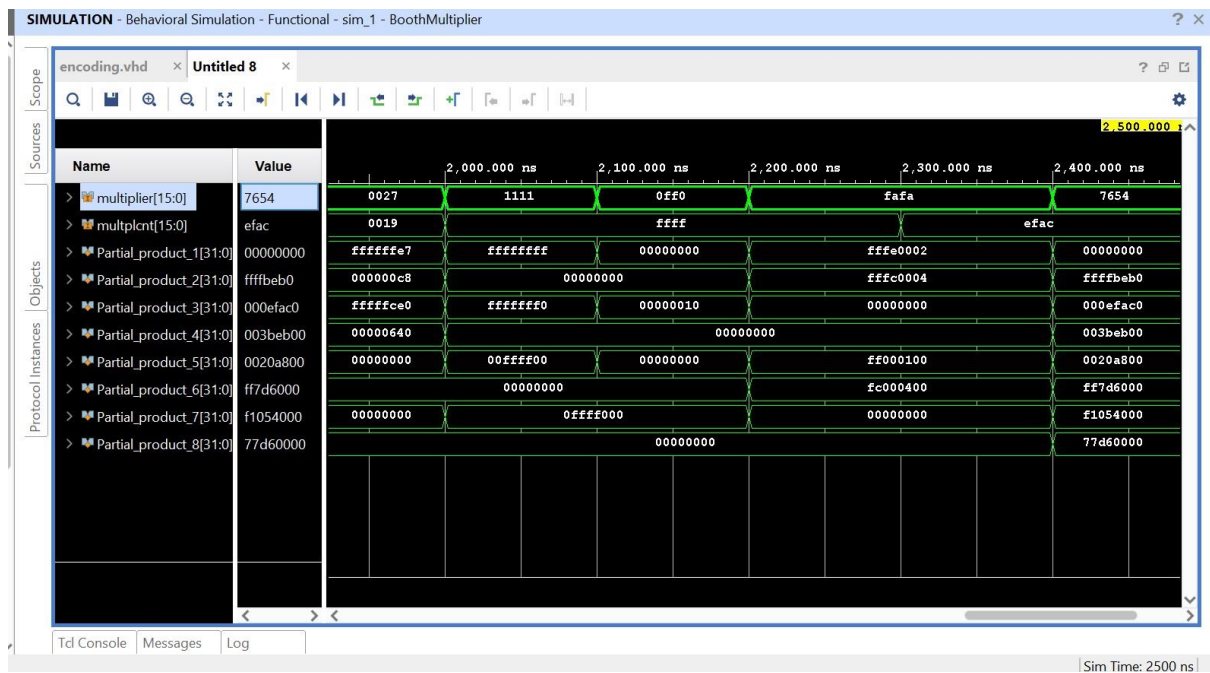 SIMULATION - Behavioral Simulation - Functional - sim_1 - BoothMultiplier
encoding.vhd Untitled 8
Scope
Sources
Objects
Protocol Instances
2,500.000
Name Value 2,000.000 ns 2,100.000 ns 2,200.000 ns 2,300.000 ns 2,400.000 ns
multiplier[15:0] 7654 0027 1111 0ff0 fafa 7654
multplcnt[15:0] efac 0019 ffff efac
Partial_product_1[31:0] 00000000 ffffffe7 ffffffff 00000000 fffe0002 00000000
Partial_product_2[31:0] ffffbeb0 000000c8 00000000 fffc0004 ffffbeb0
Partial_product_3[31:0] 000efac0 fffffce0 fffffff0 00000010 00000000 000efac0
Partial_product_4[31:0] 003beb00 00000640 00000000 003beb00
Partial_product_5[31:0] 0020a800 00000000 00ffff00 00000000 ff000100 0020a800
Partial_product_6[31:0] ff7d6000 00000000 fc000400 ff7d6000
Partial_product_7[31:0] f1054000 00000000 0ffff000 00000000 f1054000
Partial_product_8[31:0] 77d60000 00000000 77d60000
Tcl Console Messages Log
Sim Time: 2500 ns